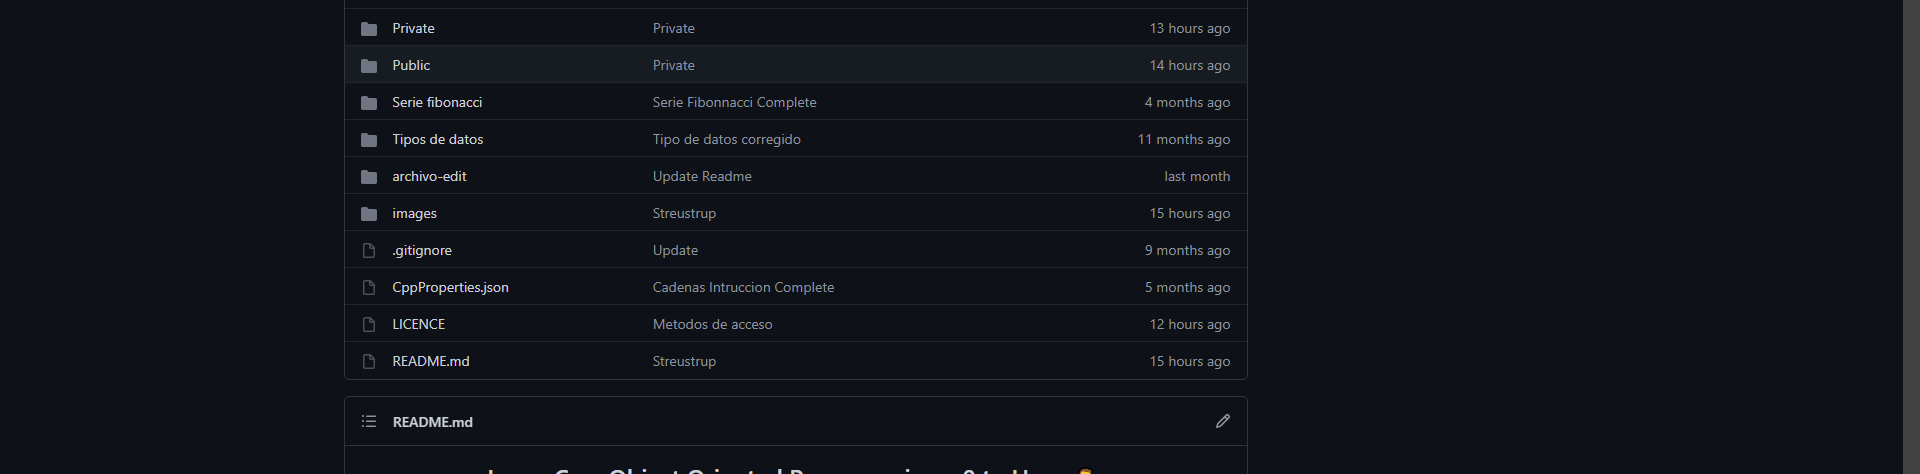 Private Private 13 hours ago
Public Private 14 hours ago
Serie fibonacci Serie Fibonnacci Complete 4 months ago
Tipos de datos Tipo de datos corregido 11 months ago
archivo-edit Update Readme last month
images Streustrup 15 hours ago
.gitignore Update 9 months ago
CppProperties.json Cadenas Intruccion Complete 5 months ago
LICENCE Metodos de acceso 12 hours ago
README.md Streustrup 15 hours ago
README.md